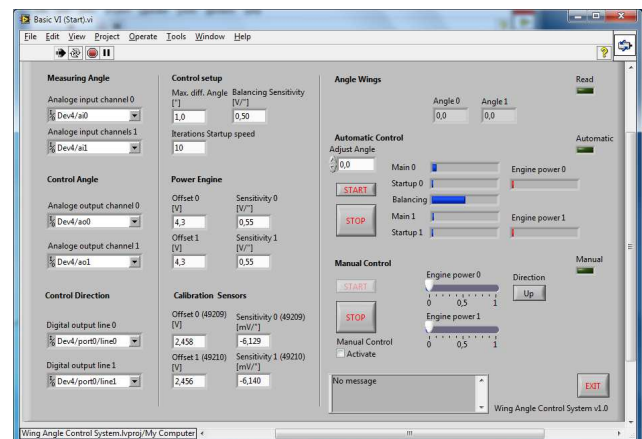 Basic VI (Start).vi
File Edit View Project Operate Tools Window Help
Measuring Angle
Analoge input channel 0
Dev4/ai0
Analoge input channels 1
Dev4/ai1
Control Angle
Analoge output channel 0
Dev4/ao0
Analoge output channel 1
Dev4/ao1
Control Direction
Digital output line 0
Dev4/port0/line0
Digital output line 1
Dev4/port0/line1
Control setup
Max. diff. Angle Balancing Sensitivity
[°] [V/°]
1,0 0,50
Iterations Startup speed
10
Power Engine
Offset 0 Sensitivity 0
[V] [V/°]
4,3 0,55
Offset 1 Sensitivity 1
[V] [V/°]
4,3 0,55
Calibration Sensors
Offset 0 (49209) Sensitivity 0 (49209)
[V] [mV/°]
2,458 -6,129
Offset 1 (49210) Sensitivity 1 (49210)
[V] [mV/°]
2,456 -6,140
Angle Wings
Read
Angle 0 Angle 1
0,0 0,0
Automatic Control
Automatic
Adjust Angle
0,0
START
STOP
Main 0
Startup 0
Balancing
Main 1
Startup 1
Engine power 0
Engine power 1
Manual Control
Manual
START
STOP
Manual Control
Activate
Engine power 0
0 0,5 1
Engine power 1
0 0,5 1
Direction
Up
No message
EXIT
Wing Angle Control System v1.0
Wing Angle Control System.lvproj/My Computer